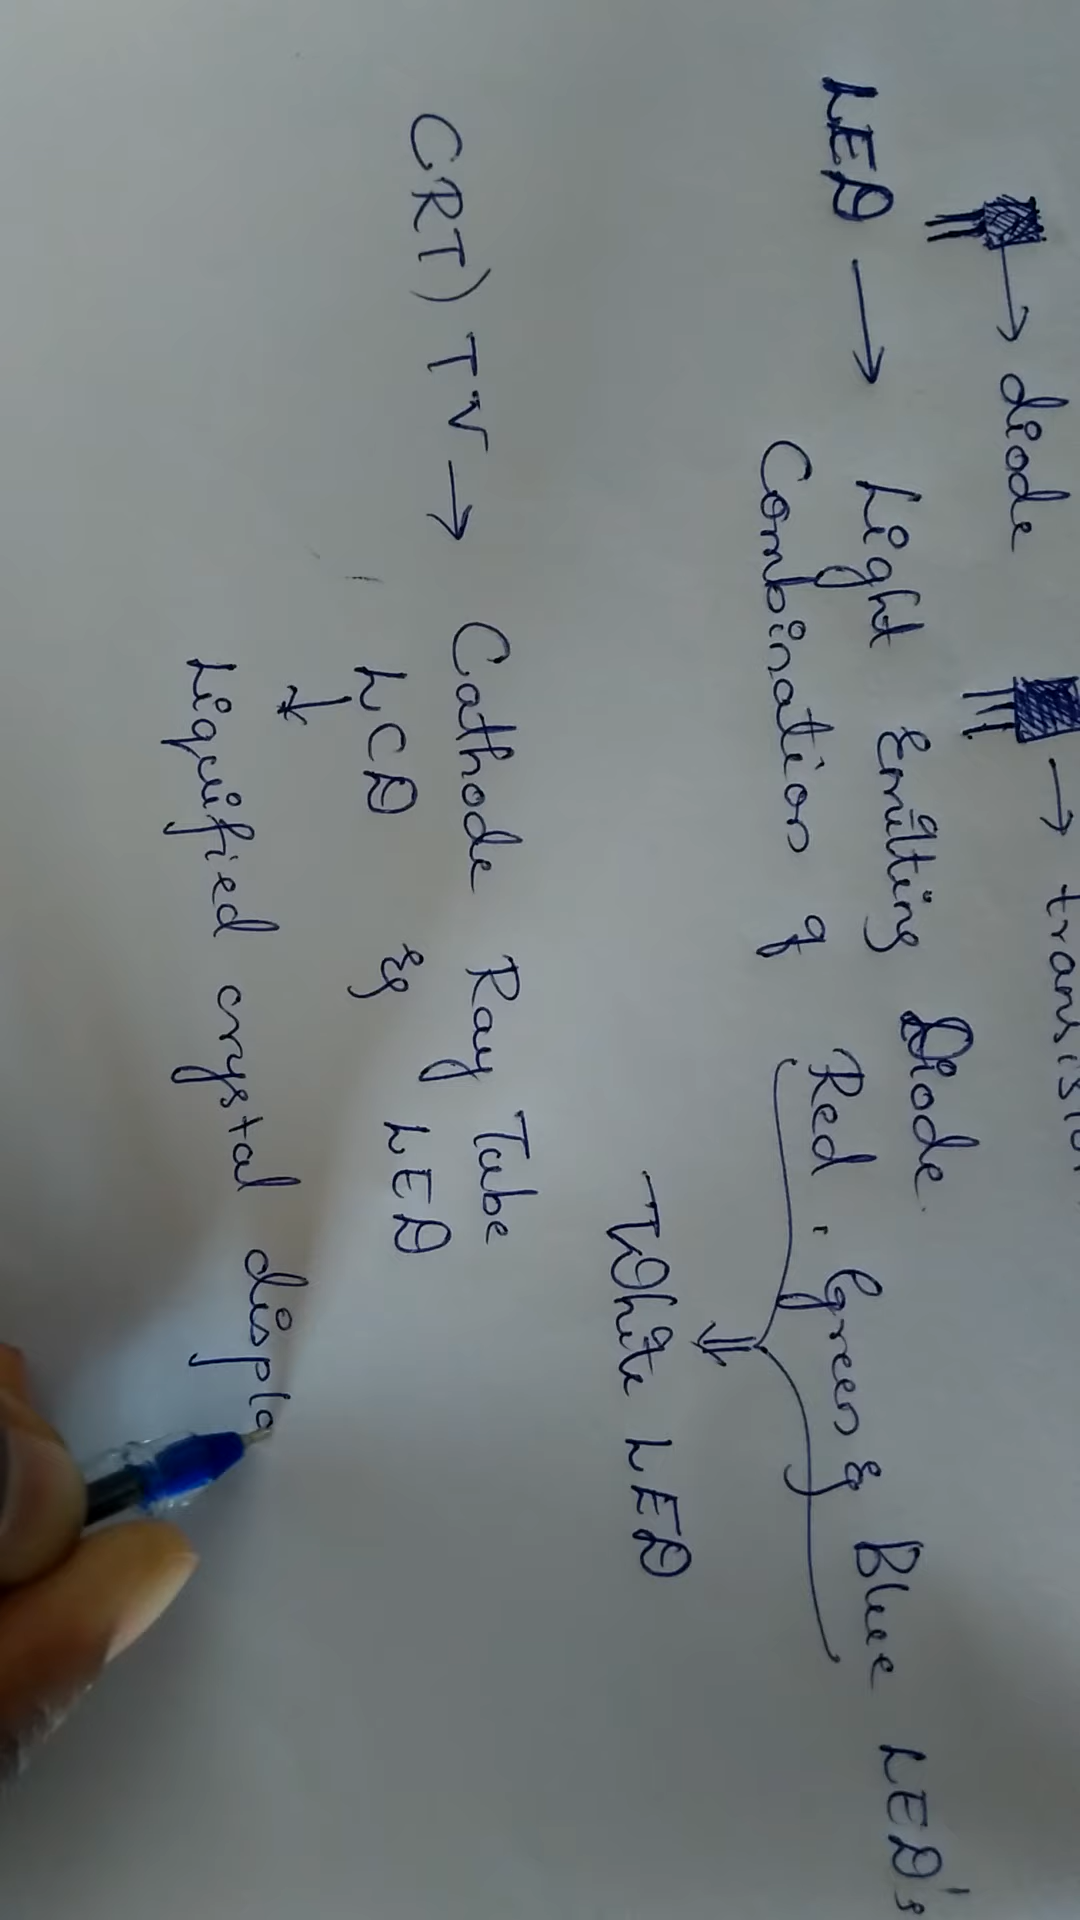 → diode → transistor
LED → Light Emitting Diode.
Combination of Red, Green & Blue LED's
White LED
CRT) TV → Cathode Ray Tube
LCD & LED
Liquified crystal displa